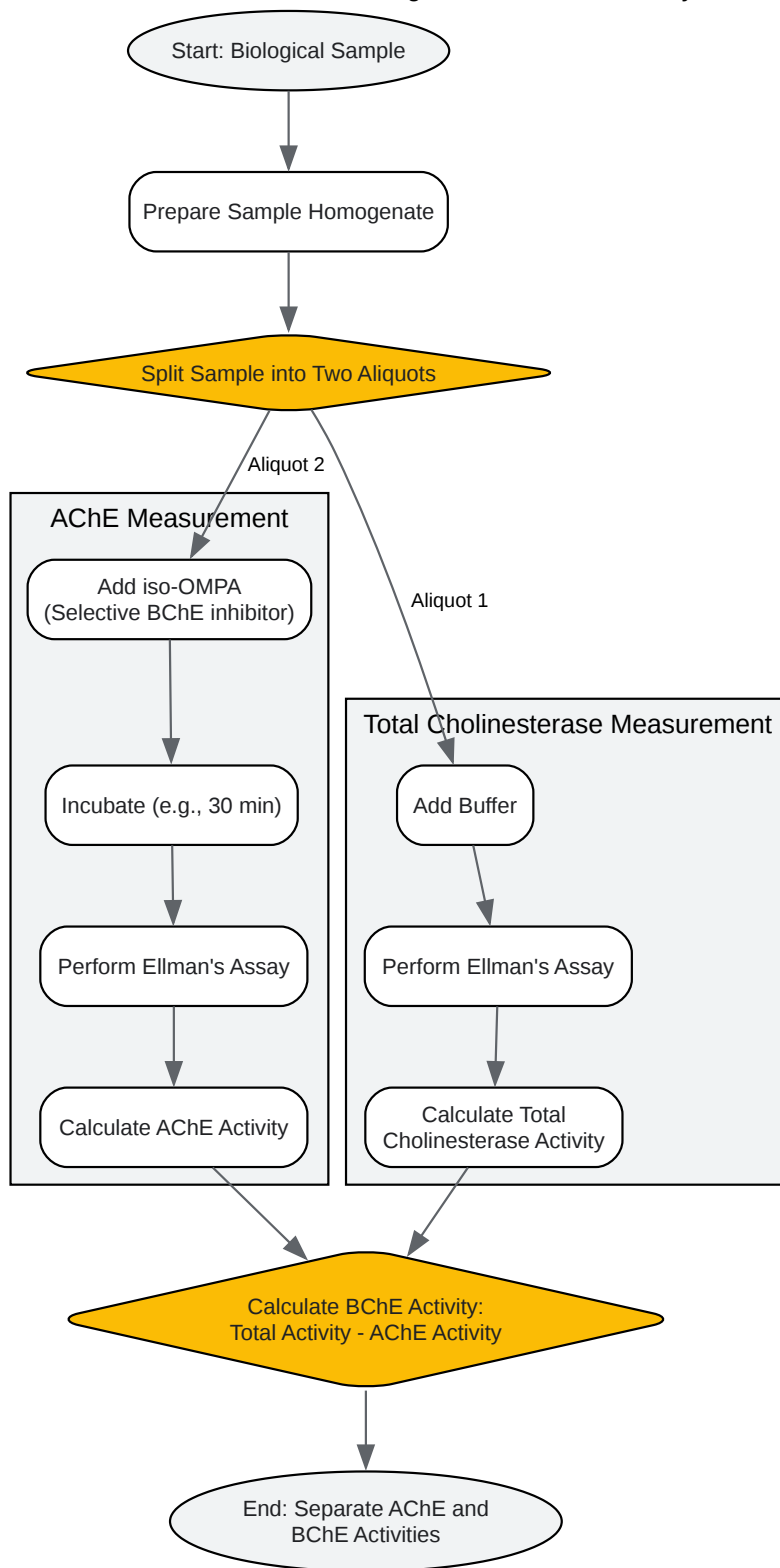 Start: Biological Sample
Prepare Sample Homogenate
Split Sample into Two Aliquots
Aliquot 2
Aliquot 1
AChE Measurement
Add iso-OMPA
(Selective BChE inhibitor)
Incubate (e.g., 30 min)
Perform Ellman's Assay
Calculate AChE Activity
Total Cholinesterase Measurement
Add Buffer
Perform Ellman's Assay
Calculate Total
Cholinesterase Activity
Calculate BChE Activity:
Total Activity - AChE Activity
End: Separate AChE and
BChE Activities